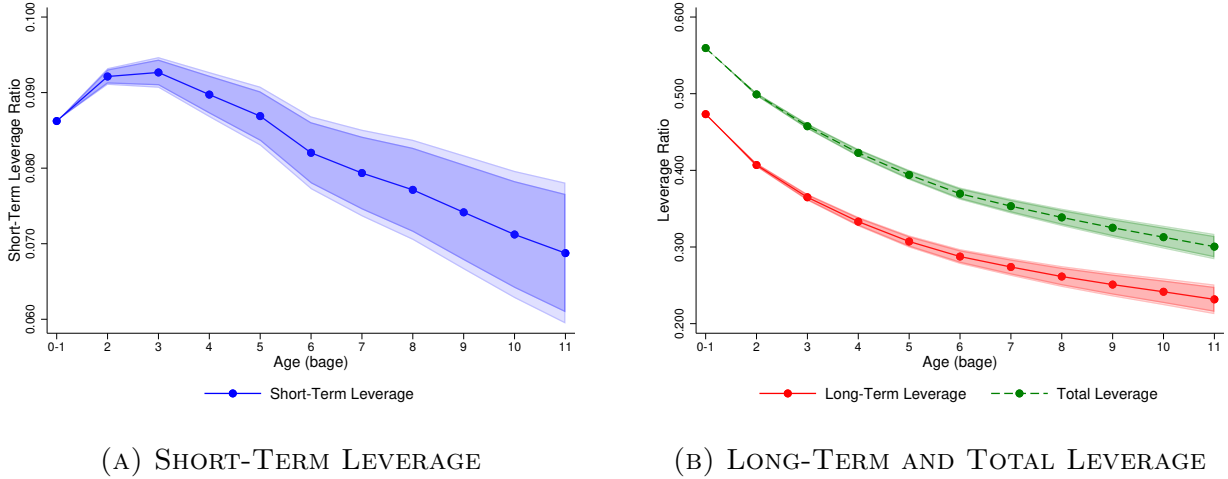 Short-Term Leverage Ratio
0.100
0.090
0.080
0.070
0.060
0-1 2 3 4 5 6 7 8 9 10 11
Age (bage)
Short-Term Leverage
(A) SHORT-TERM LEVERAGE
Leverage Ratio
0.600
0.500
0.400
0.300
0.200
0-1 2 3 4 5 6 7 8 9 10 11
Age (bage)
Long-Term Leverage Total Leverage
(B) LONG-TERM AND TOTAL LEVERAGE